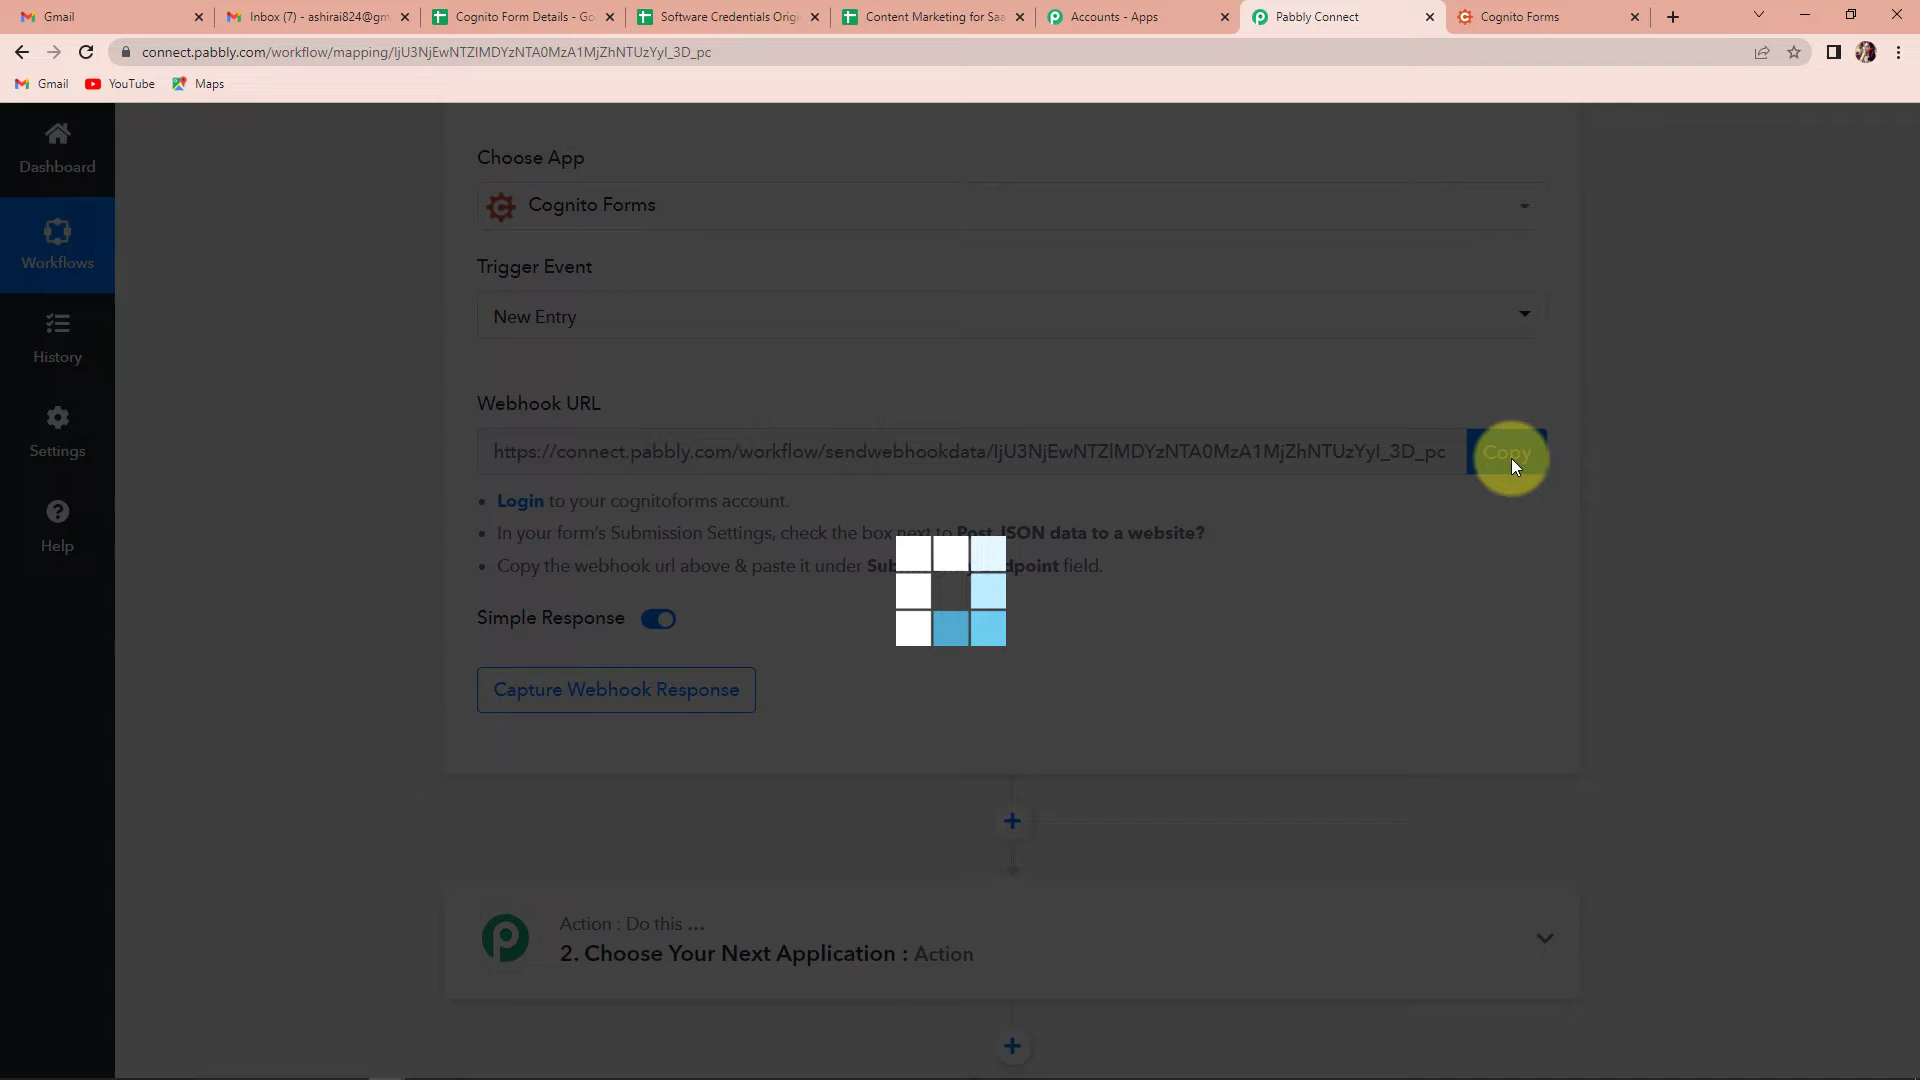 Gmail
Inbox (7) - ashirai824@gm
Cognito Form Details - Go
Software Credentials Origi
Content Marketing for Saa
Accounts - Apps
Pabbly Connect
Cognito Forms
connect.pabbly.com/workflow/mapping/IjU3NjEwNTZlMDYzNTA0MzA1MjZhNTUzYyI_3D_pc
Gmail
YouTube
Maps
Dashboard
Workflows
History
Settings
Help
Choose App
Cognito Forms
Trigger Event
New Entry
Webhook URL
https://connect.pabbly.com/workflow/sendwebhookdata/IjU3NjEwNTZlMDYzNTA0MzA1MjZhNTUzYyI_3D_pc
Copy
• Login to your cognitoforms account.
• In your form's Submission Settings, check the box next to Post JSON data to a website?
• Copy the webhook url above & paste it under field.
Simple Response
Capture Webhook Response
Action : Do this ...
2. Choose Your Next Application : Action